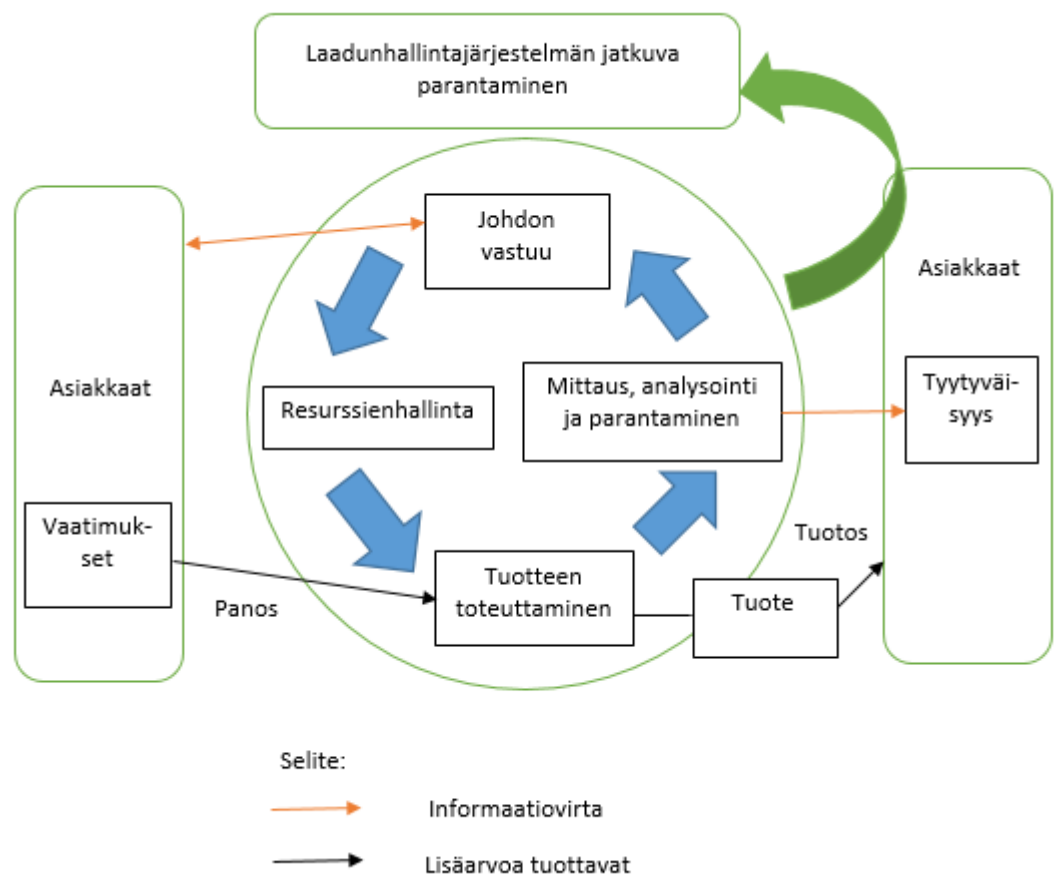 Laadunhallintajärjestelmän jatkuva
parantaminen
Johdon
vastuu
Asiakkaat
Asiakkaat
Resurssienhallinta
Mittaus, analysointi
ja parantaminen
Tyytyväi-
syys
Vaatimuk-
set
Panos
Tuotteen
toteuttaminen
Tuote
Tuotos
Selite:
Informaatiovirta
Lisäarvoa tuottavat